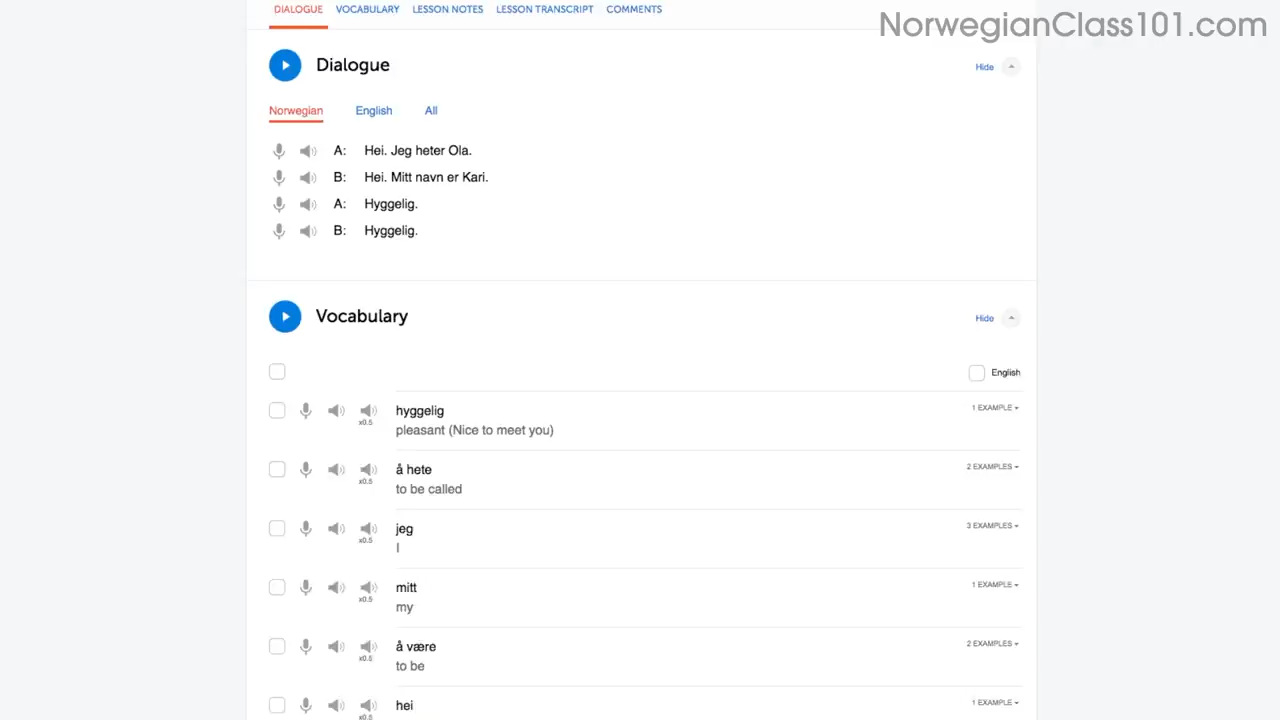 DIALOGUE VOCABULARY LESSON NOTES LESSON TRANSCRIPT COMMENTS
NorwegianClass101.com
Dialogue
Hide
Norwegian English All
A: Hei. Jeg heter Ola.
B: Hei. Mitt navn er Kari.
A: Hyggelig.
B: Hyggelig.
Vocabulary
Hide
English
x0.5
hyggelig
1 EXAMPLE
pleasant (Nice to meet you)
x0.5
å hete
2 EXAMPLES
to be called
x0.5
jeg
3 EXAMPLES
I
x0.5
mitt
1 EXAMPLE
my
x0.5
å være
2 EXAMPLES
to be
x0.5
hei
1 EXAMPLE